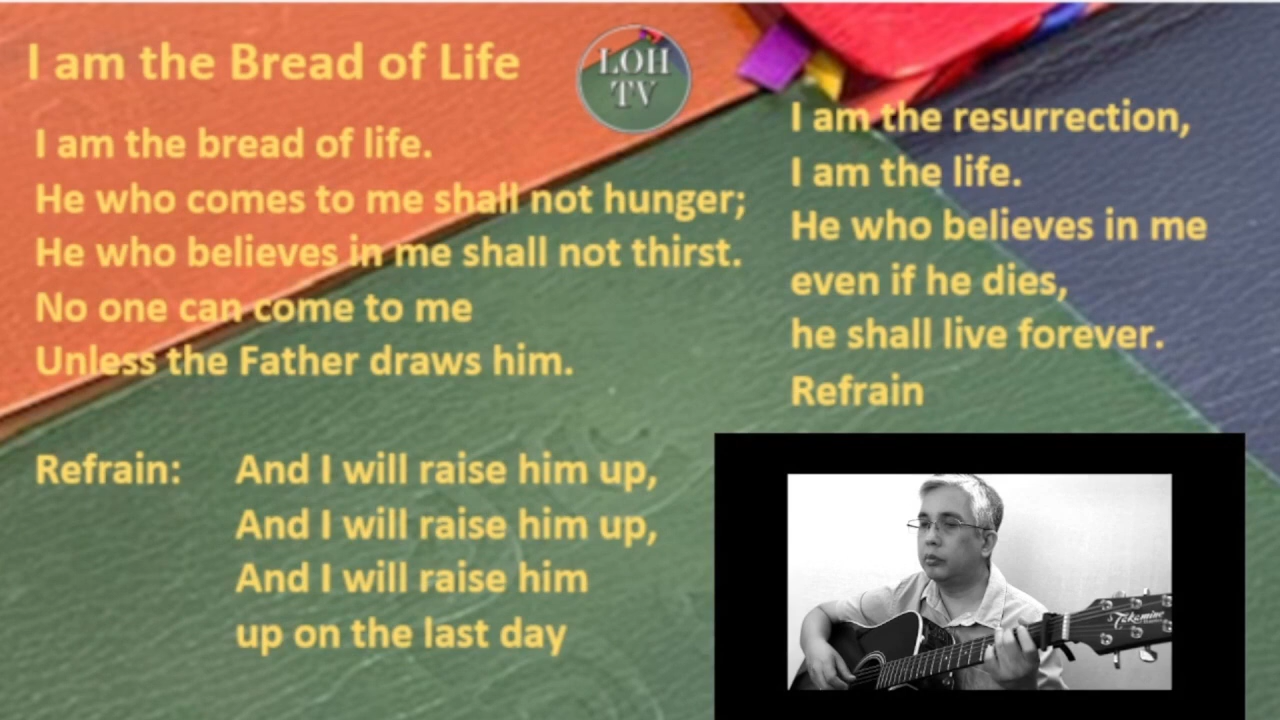 I am the Bread of Life
LOH
TV
I am the bread of life.
He who comes to me shall not hunger;
He who believes in me shall not thirst.
No one can come to me
Unless the Father draws him.
Refrain: And I will raise him up,
And I will raise him up,
And I will raise him
up on the last day
I am the resurrection,
I am the life.
He who believes in me
even if he dies,
he shall live forever.
Refrain
Takamine